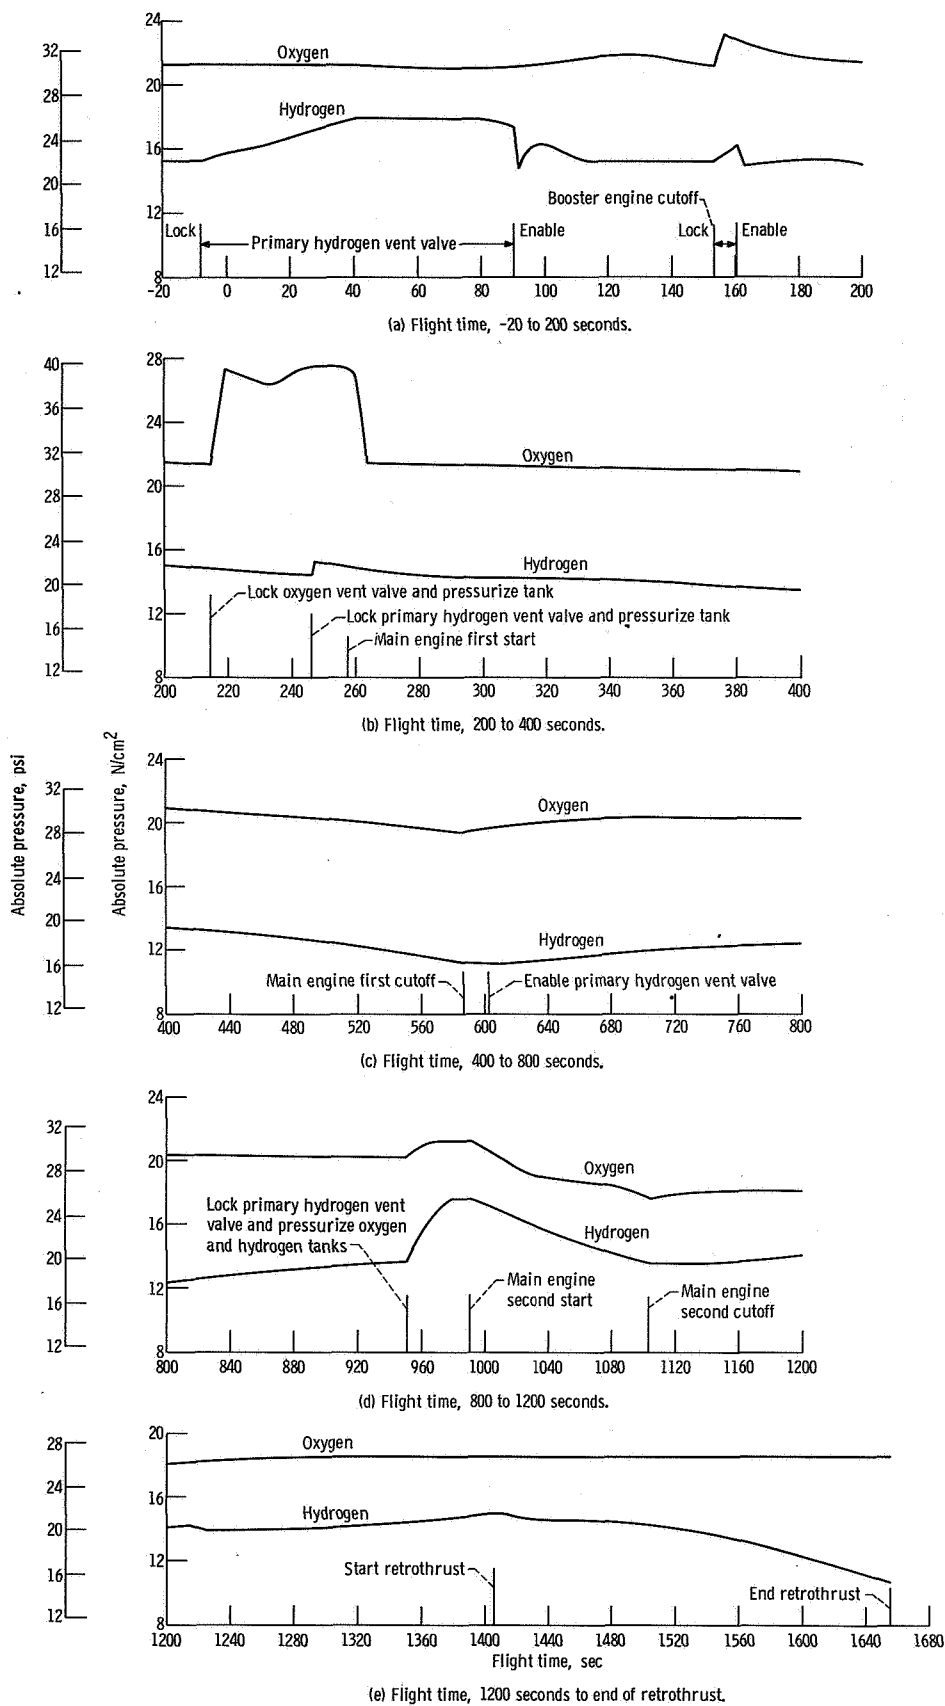 24
32
Oxygen
28
20
Hydrogen
24
16
20
Booster engine cutoff
12
16
Lock
Primary hydrogen vent valve
Enable
Lock
Enable
12
8
-20 0 20 40 60 80 100 120 140 160 180 200
(a) Flight time, -20 to 200 seconds.
40
28
36
24
32
Oxygen
28
20
24
16
Hydrogen
20
Lock oxygen vent valve and pressurize tank
12
Lock primary hydrogen vent valve and pressurize tank
16
Main engine first start
12
8
200 220 240 260 280 300 320 340 360 380 400
(b) Flight time, 200 to 400 seconds.
Absolute pressure, psi
Absolute pressure, N/cm2
24
32
Oxygen
28
20
24
16
20
Hydrogen
12
16
Main engine first cutoff
Enable primary hydrogen vent valve
12
8
400 440 480 520 560 600 640 680 720 760 800
(c) Flight time, 400 to 800 seconds.
24
32
28
20
Oxygen
24
Lock primary hydrogen vent
valve and pressurize oxygen
and hydrogen tanks
16
Hydrogen
20
12
Main engine
second start
Main engine
second cutoff
16
12
8
800 840 880 920 960 1000 1040 1080 1120 1160 1200
(d) Flight time, 800 to 1200 seconds.
20
28
Oxygen
24
16
Hydrogen
20
12
Start retrothrust
16
End retrothrust
12
8
1200 1240 1280 1320 1360 1400 1440 1480 1520 1560 1600 1640 1680
Flight time, sec
(e) Flight time, 1200 seconds to end of retrothrust.